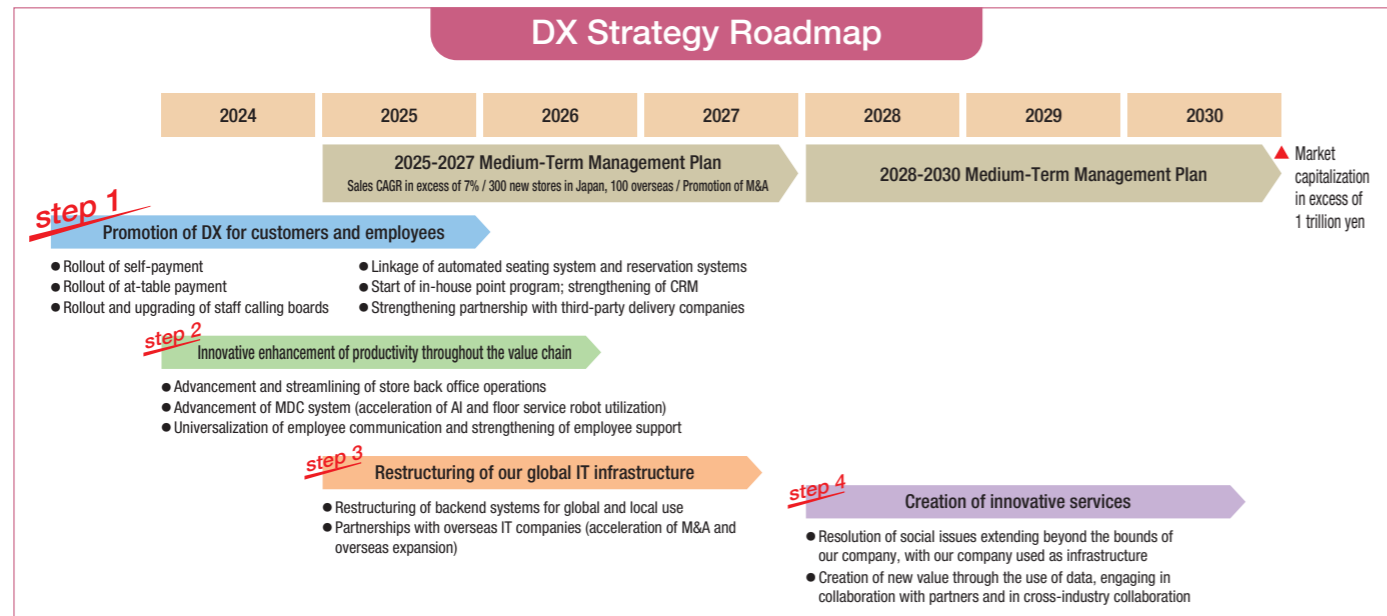 DX Strategy Roadmap
2024 2025 2026 2027 2028 2029 2030
2025-2027 Medium-Term Management Plan
Sales CAGR in excess of 7% / 300 new stores in Japan, 100 overseas / Promotion of M&A
2028-2030 Medium-Term Management Plan
▲ Market
capitalization
in excess of
1 trillion yen
step 1
Promotion of DX for customers and employees
● Rollout of self-payment
● Rollout of at-table payment
● Rollout and upgrading of staff calling boards
● Linkage of automated seating system and reservation systems
● Start of in-house point program; strengthening of CRM
● Strengthening partnership with third-party delivery companies
step 2
Innovative enhancement of productivity throughout the value chain
● Advancement and streamlining of store back office operations
● Advancement of MDC system (acceleration of AI and floor service robot utilization)
● Universalization of employee communication and strengthening of employee support
step 3
Restructuring of our global IT infrastructure
● Restructuring of backend systems for global and local use
● Partnerships with overseas IT companies (acceleration of M&A and
overseas expansion)
step 4
Creation of innovative services
● Resolution of social issues extending beyond the bounds of
our company, with our company used as infrastructure
● Creation of new value through the use of data, engaging in
collaboration with partners and in cross-industry collaboration